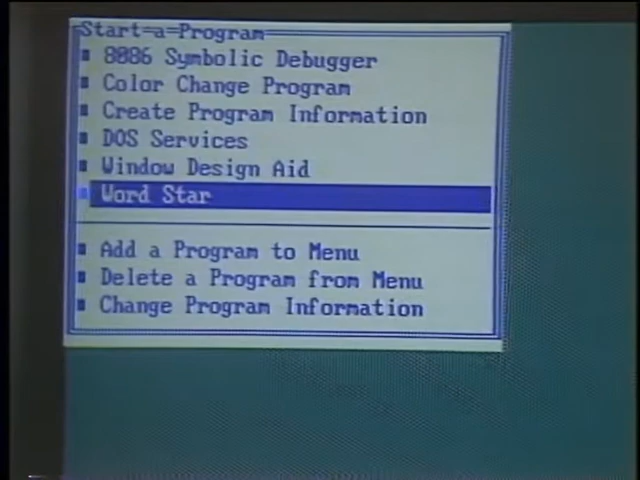 Start-a-Program
8086 Symbolic Debugger
Color Change Program
Create Program Information
DOS Services
Window Design Aid
Word Star
Add a Program to Menu
Delete a Program from Menu
Change Program Information